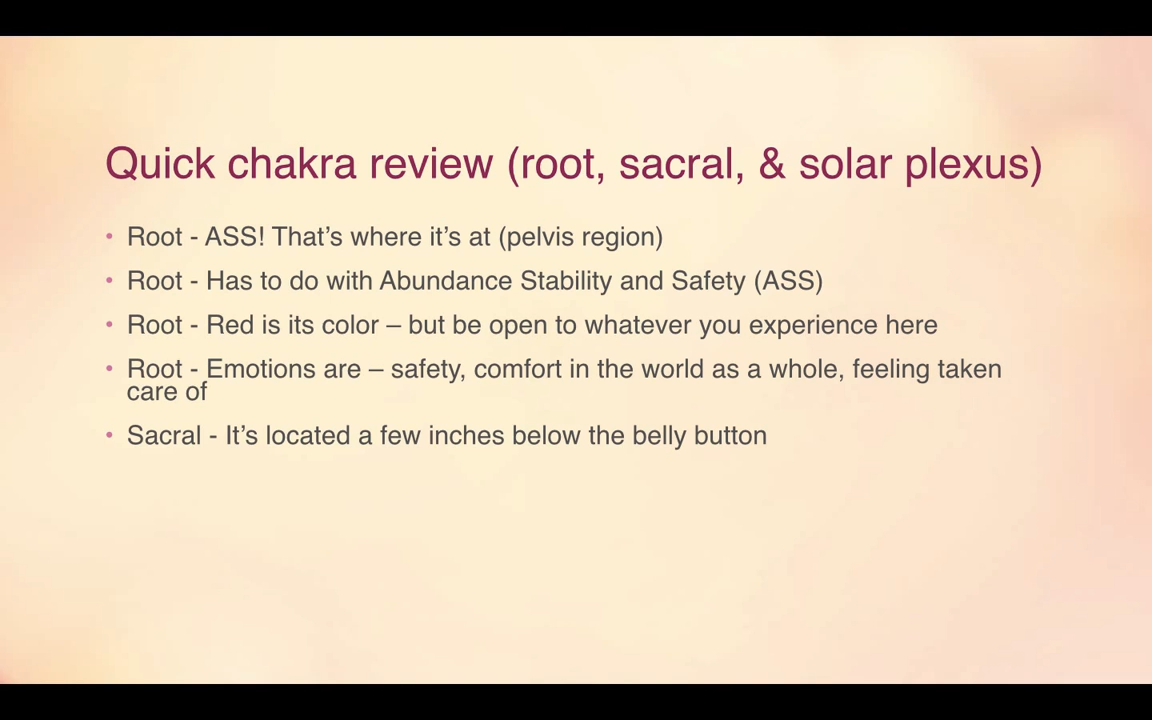 Quick chakra review (root, sacral, & solar plexus)
• Root - ASS! That’s where it’s at (pelvis region)
• Root - Has to do with Abundance Stability and Safety (ASS)
• Root - Red is its color – but be open to whatever you experience here
• Root - Emotions are – safety, comfort in the world as a whole, feeling taken
care of
• Sacral - It’s located a few inches below the belly button